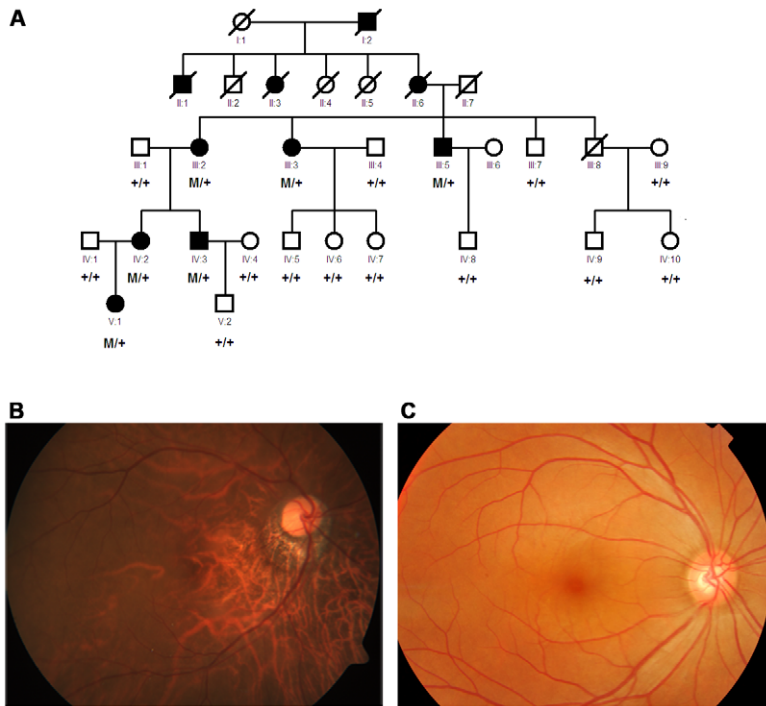 A
I:1 I:2
II:1 II:2 II:3 II:4 II:5 II:6 II:7
III:1 III:2 III:3 III:4 III:5 III:6 III:7 III:8 III:9
+/+ M/+ M/+ +/+ M/+ +/+ +/+
IV:1 IV:2 IV:3 IV:4 IV:5 IV:6 IV:7 IV:8 IV:9 IV:10
+/+ M/+ M/+ +/+ +/+ +/+ +/+ +/+ +/+ +/+
V:1 V:2
M/+ +/+
B C